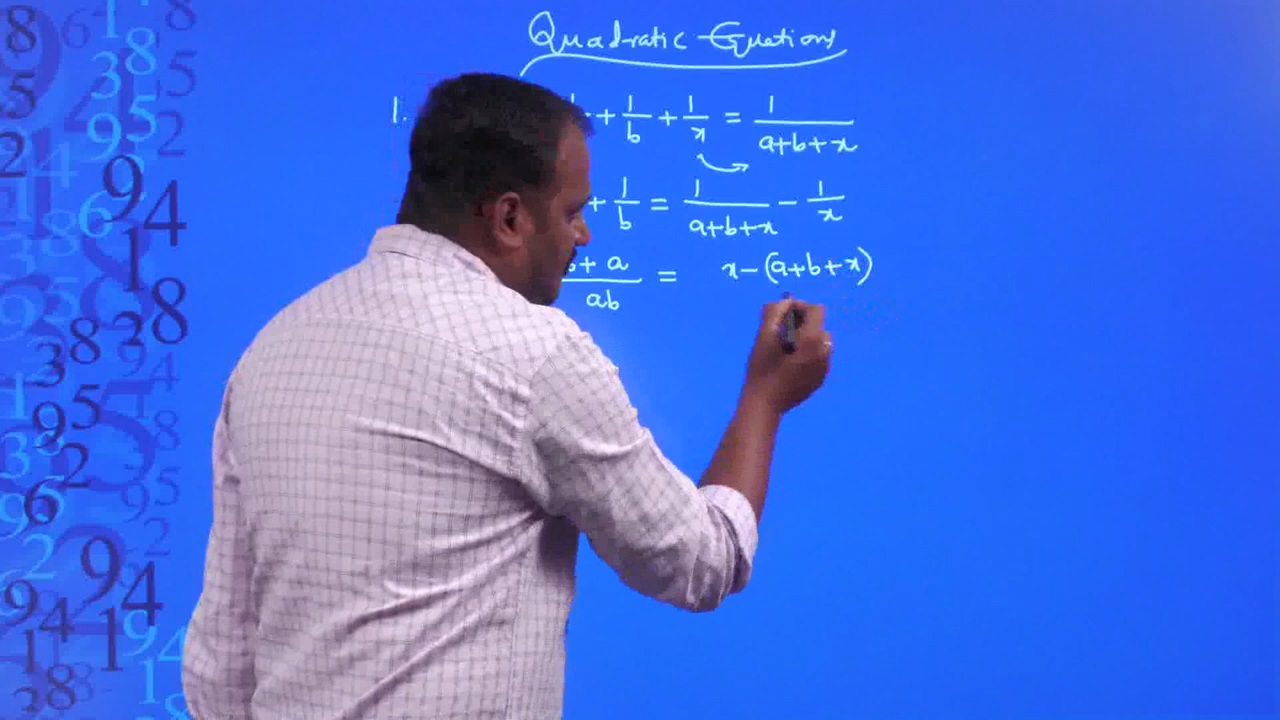 Quadratic Equations
1. + 1/b + 1/x = 1/(a+b+x)
+ 1/b = 1/(a+b+x) - 1/x
b+a/ab = x-(a+b+x)